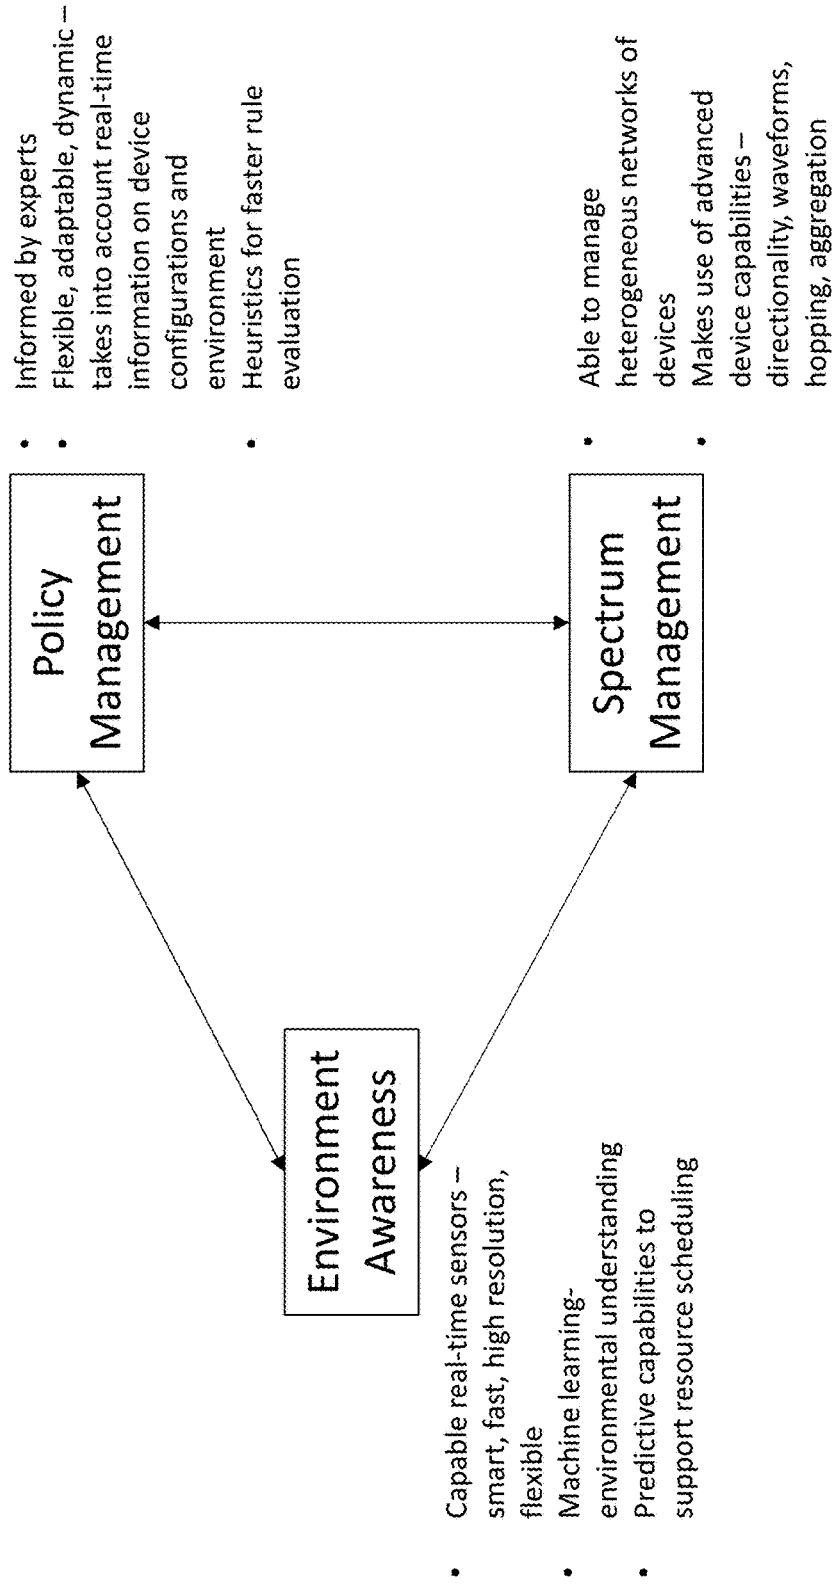 Policy
Management
• Informed by experts
• Flexible, adaptable, dynamic –
takes into account real-time
information on device
configurations and
environment
• Heuristics for faster rule
evaluation
Environment
Awareness
• Capable real-time sensors –
smart, fast, high resolution,
flexible
• Machine learning-
environmental understanding
• Predictive capabilities to
support resource scheduling
Spectrum
Management
• Able to manage
heterogeneous networks of
devices
• Makes use of advanced
device capabilities –
directionality, waveforms,
hopping, aggregation